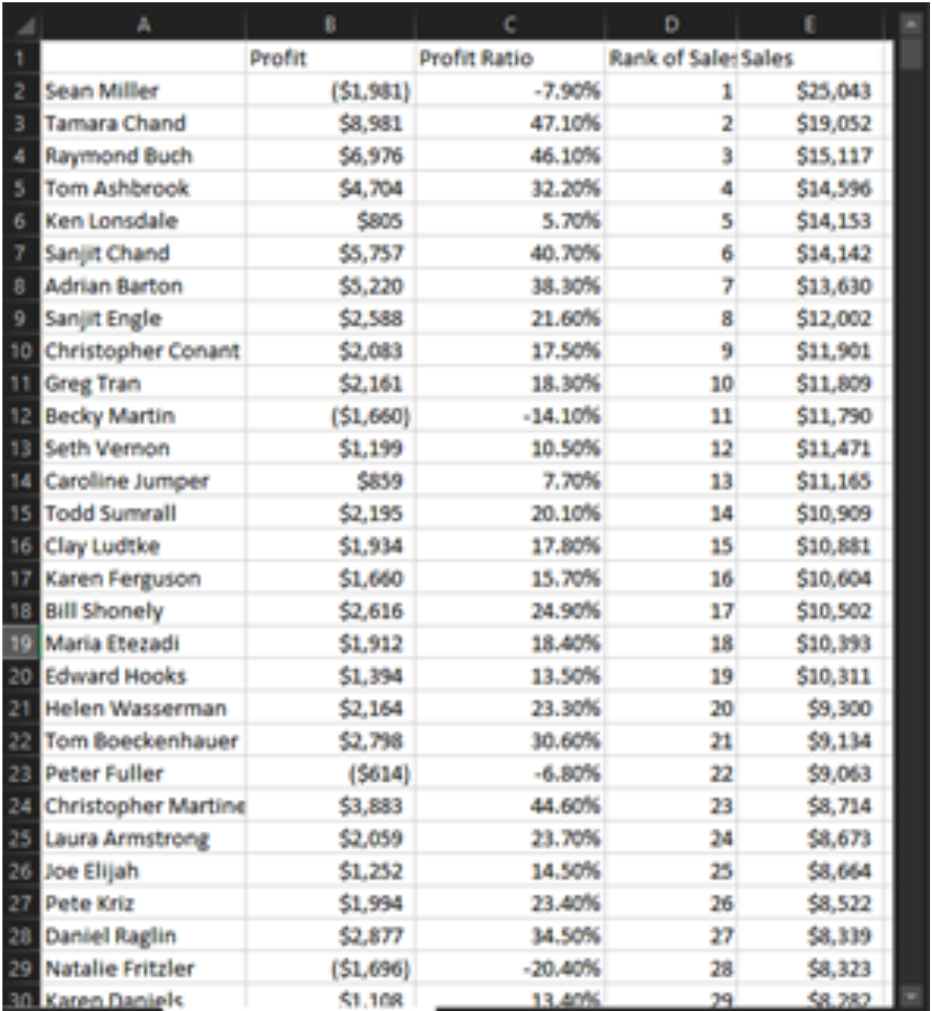 A B C D E
1 Profit Profit Ratio Rank of Sale Sales
2 Sean Miller ($1,981) -7.90% 1 $25,043
3 Tamara Chand $8,981 47.10% 2 $19,052
4 Raymond Buch $6,976 46.10% 3 $15,117
5 Tom Ashbrook $4,704 32.20% 4 $14,596
6 Ken Lonsdale $805 5.70% 5 $14,153
7 Sanjit Chand $5,757 40.70% 6 $14,142
8 Adrian Barton $5,220 38.30% 7 $13,630
9 Sanjit Engle $2,588 21.60% 8 $12,002
10 Christopher Conant $2,083 17.50% 9 $11,901
11 Greg Tran $2,161 18.30% 10 $11,809
12 Becky Martin ($1,660) -14.10% 11 $11,790
13 Seth Vernon $1,199 10.50% 12 $11,471
14 Caroline Jumper $859 7.70% 13 $11,165
15 Todd Sumrall $2,195 20.10% 14 $10,909
16 Clay Ludtke $1,934 17.80% 15 $10,881
17 Karen Ferguson $1,660 15.70% 16 $10,604
18 Bill Shonely $2,616 24.90% 17 $10,502
19 Maria Etezadi $1,912 18.40% 18 $10,393
20 Edward Hooks $1,394 13.50% 19 $10,311
21 Helen Wasserman $2,164 23.30% 20 $9,300
22 Tom Boeckenhauer $2,798 30.60% 21 $9,134
23 Peter Fuller ($614) -6.80% 22 $9,063
24 Christopher Martine $3,883 44.60% 23 $8,714
25 Laura Armstrong $2,059 23.70% 24 $8,673
26 Joe Elijah $1,252 14.50% 25 $8,664
27 Pete Kriz $1,994 23.40% 26 $8,522
28 Daniel Raglin $2,877 34.50% 27 $8,339
29 Natalie Fritzler ($1,696) -20.40% 28 $8,323
30 Karen Daniels $1,108 13.40% 29 $8,282